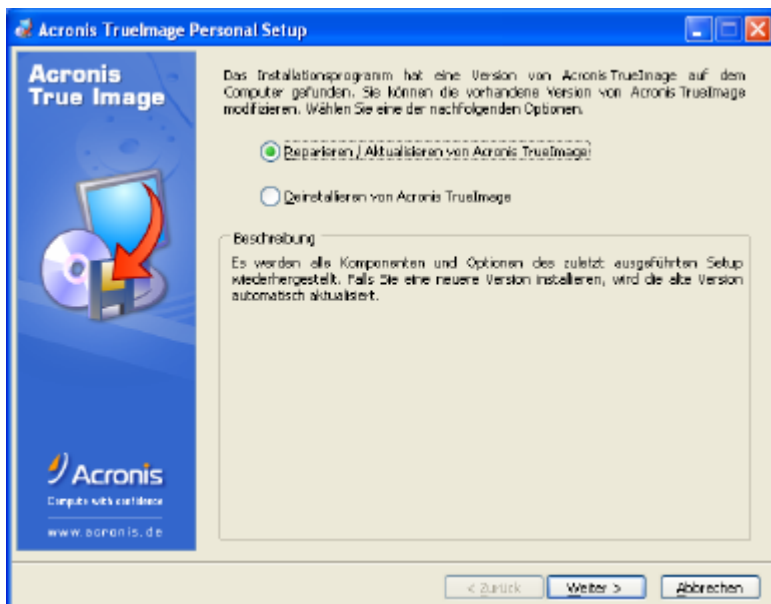 Acronis TrueImage Personal Setup
Acronis
True Image
Das Installationsprogramm hat eine Version von Acronis TrueImage auf dem
Computer gefunden. Sie können die vorhandene Version von Acronis TrueImage
modifizieren. Wählen Sie eine der nachfolgenden Optionen.
Reparieren / Aktualisieren von Acronis TrueImage
Deinstallieren von Acronis TrueImage
Beschreibung
Es werden alle Komponenten und Optionen des zuletzt ausgeführten Setup
wiederhergestellt. Falls Sie eine neuere Version installieren, wird die alte Version
automatisch aktualisiert.
Acronis
Compute with confidence
www.acronis.de
< Zurück
Weiter >
Abbrechen